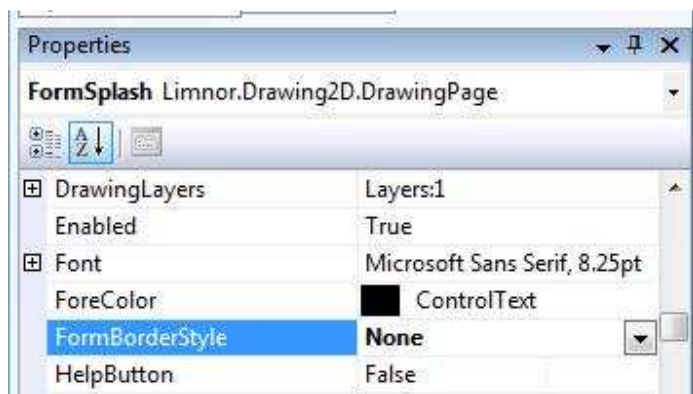 Properties
FormSplash Limnor.Drawing2D.DrawingPage
DrawingLayers Layers:1
Enabled True
Font Microsoft Sans Serif, 8.25pt
ForeColor ControlText
FormBorderStyle None
HelpButton False